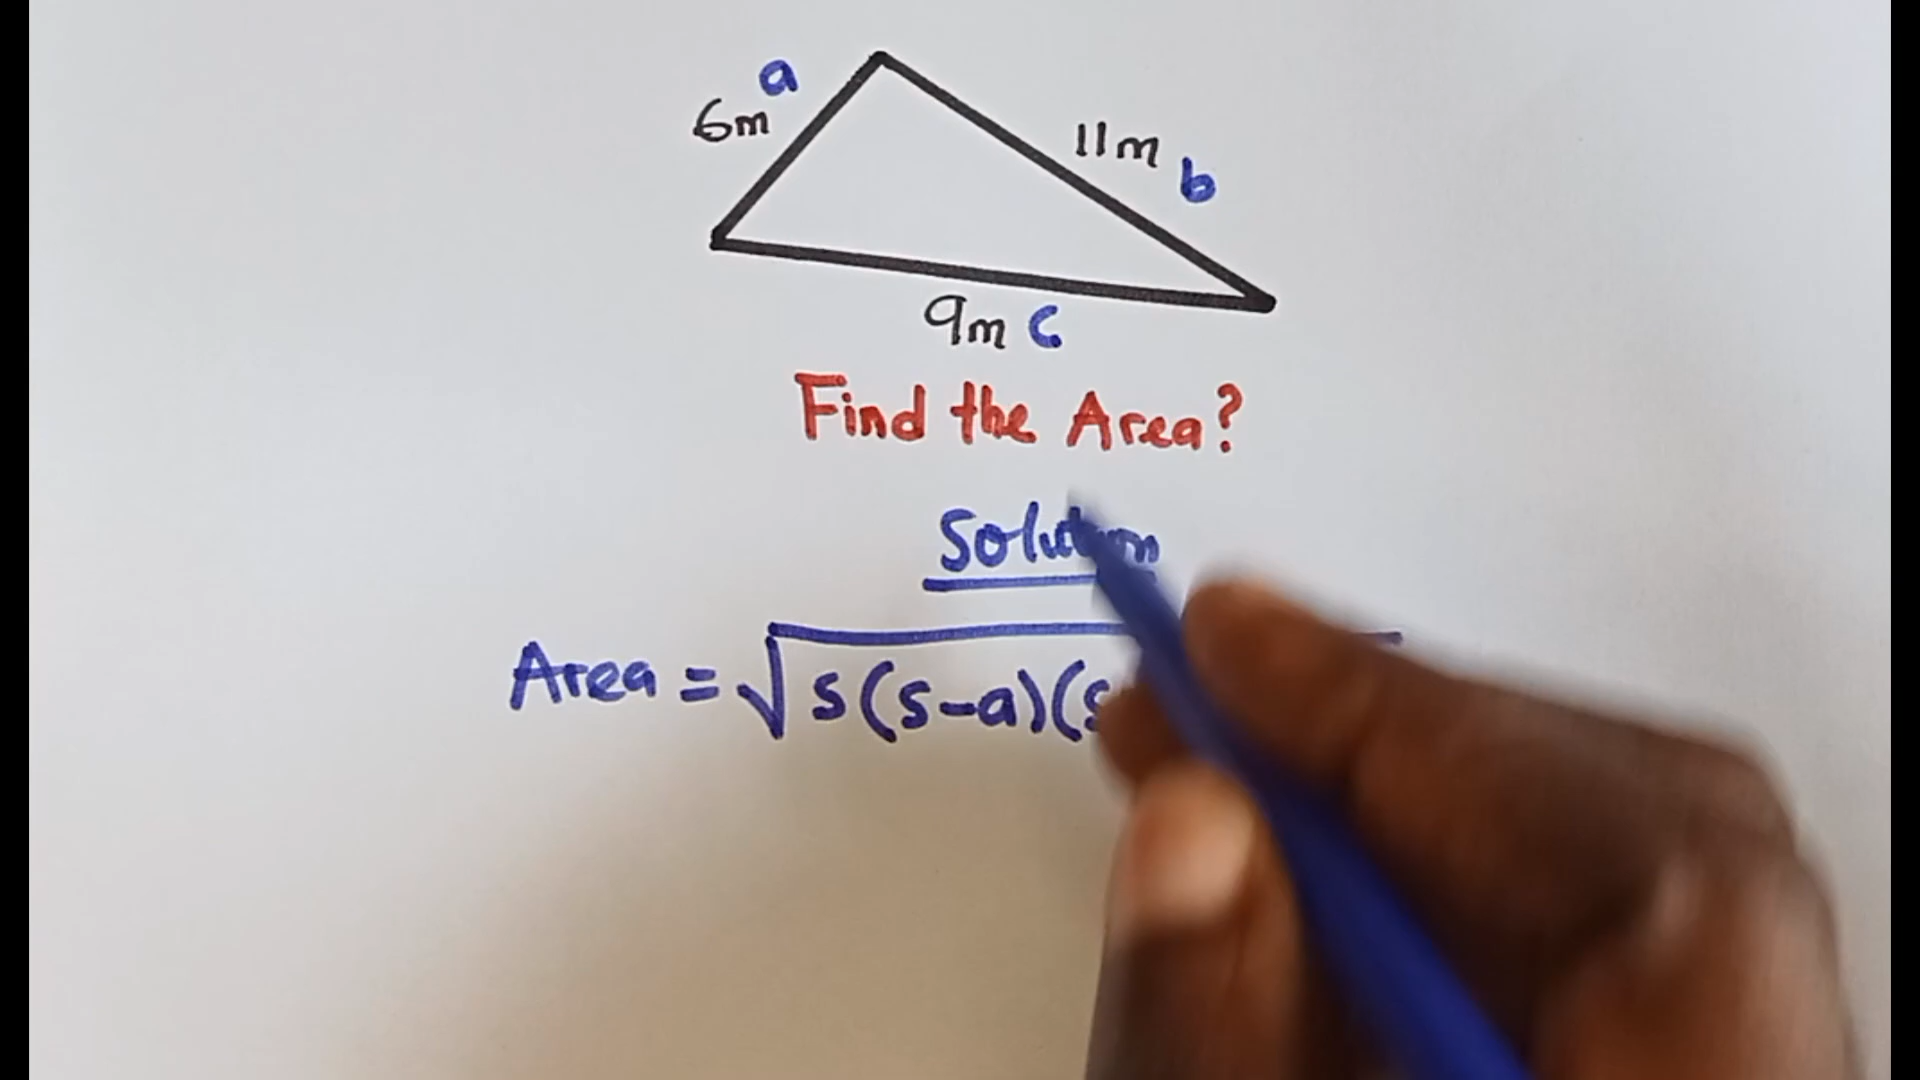 a
6m
11m
b
9m c
Find the Area?
Area = √s(s-a)(s